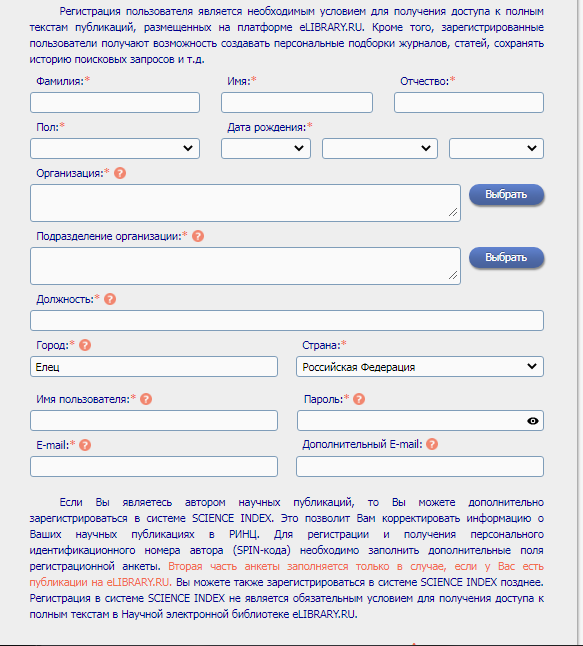 Регистрация пользователя является необходимым условием для получения доступа к полным
текстам публикаций, размещенных на платформе eLIBRARY.RU. Кроме того, зарегистрированные
пользователи получают возможность создавать персональные подборки журналов, статей, сохранять
историю поисковых запросов и т.д.
Фамилия:* Имя:* Отчество:*
Пол:* Дата рождения:*
Организация:* ?
Выбрать
Подразделение организации:* ?
Выбрать
Должность:* ?
Город:* ? Страна:*
Елец Российская Федерация
Имя пользователя:* ? Пароль:* ?
E-mail:* ? Дополнительный E-mail: ?
Если Вы являетесь автором научных публикаций, то Вы можете дополнительно
зарегистрироваться в системе SCIENCE INDEX. Это позволит Вам корректировать информацию о
Ваших научных публикациях в РИНЦ. Для регистрации и получения персонального
идентификационного номера автора (SPIN-кода) необходимо заполнить дополнительные поля
регистрационной анкеты. Вторая часть анкеты заполняется только в случае, если у Вас есть
публикации на eLIBRARY.RU. Вы можете также зарегистрироваться в системе SCIENCE INDEX позднее.
Регистрация в системе SCIENCE INDEX не является обязательным условием для получения доступа к
полным текстам в Научной электронной библиотеке eLIBRARY.RU.